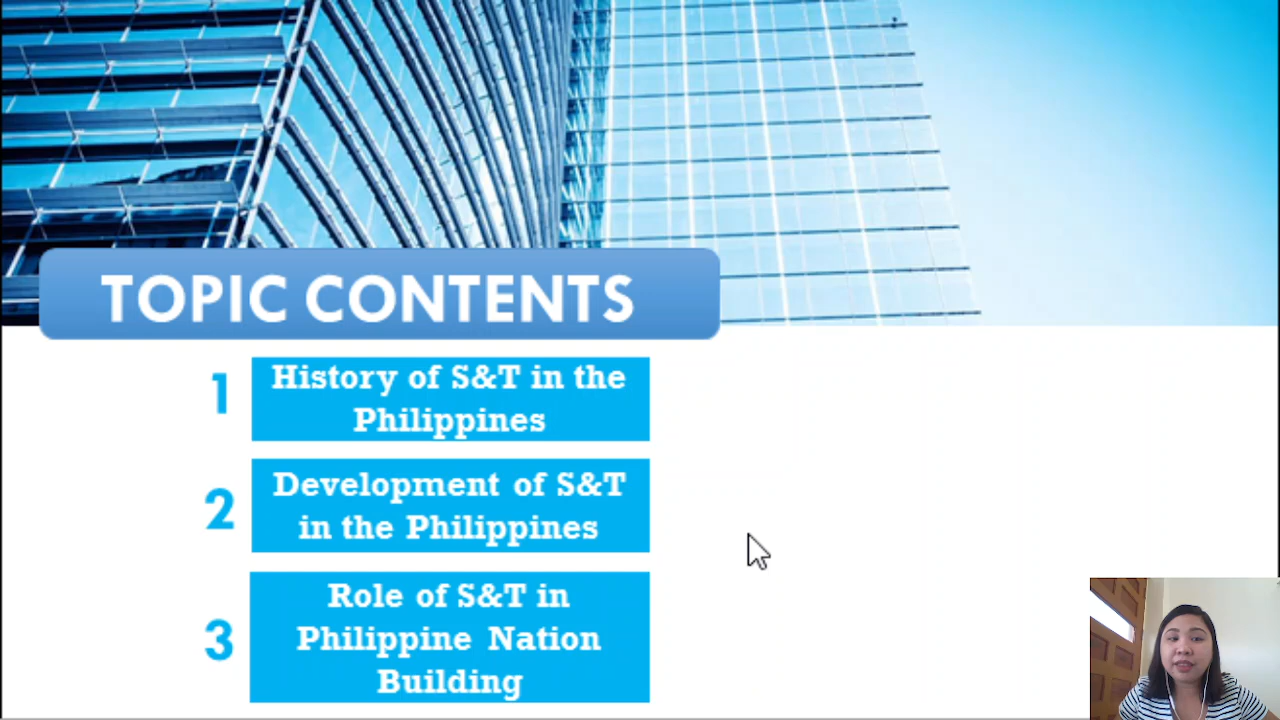 TOPIC CONTENTS
1
History of S&T in the
Philippines
2
Development of S&T
in the Philippines
3
Role of S&T in
Philippine Nation
Building